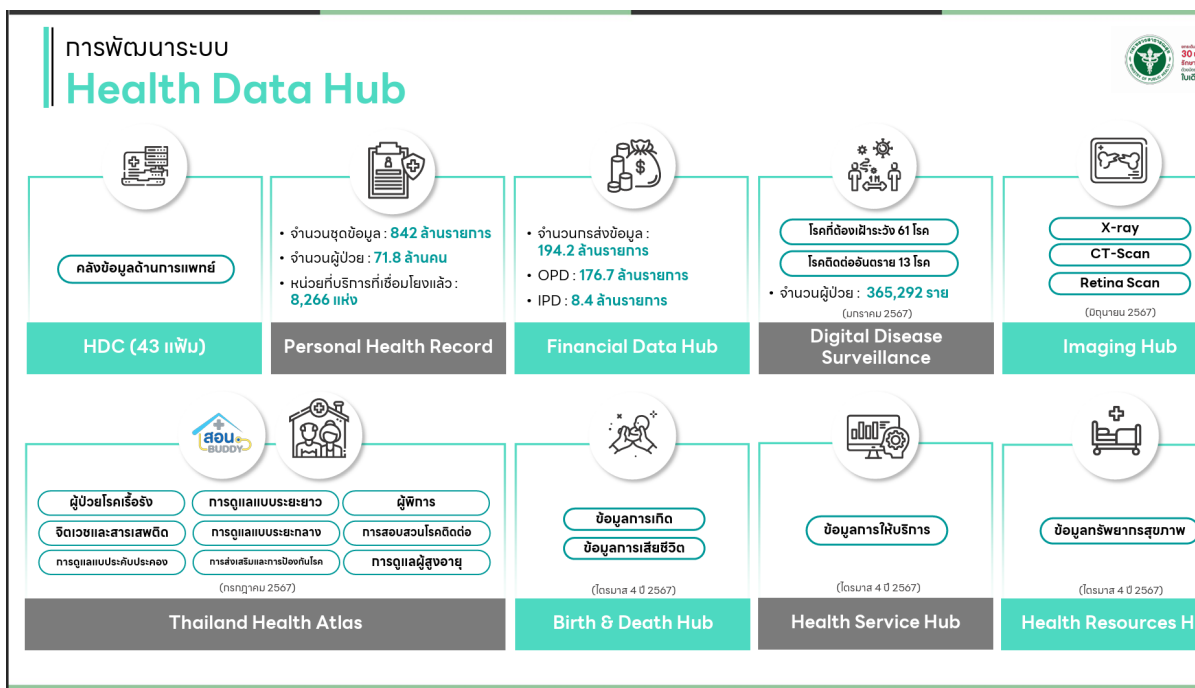 การพัฒนาระบบ
Health Data Hub
คลังข้อมูลด้านการแพทย์
HDC (43 แฟ้ม)
• จำนวนชุดข้อมูล : 842 ล้านรายการ
• จำนวนผู้ป่วย : 71.8 ล้านคน
• หน่วยที่บริการที่เชื่อมโยงแล้ว :
8,266 แห่ง
Personal Health Record
• จำนวนกรส่งข้อมูล :
194.2 ล้านรายการ
• OPD : 176.7 ล้านรายการ
• IPD : 8.4 ล้านรายการ
Financial Data Hub
โรคที่ต้องเฝ้าระวัง 61 โรค
โรคติดต่ออันตราย 13 โรค
• จำนวนผู้ป่วย : 365,292 ราย
(มกราคม 2567)
Digital Disease
Surveillance
X-ray
CT-Scan
Retina Scan
(มิถุนายน 2567)
Imaging Hub
สอน
BUDDY
ผู้ป่วยโรคเรื้อรัง
การดูแลแบบระยะยาว
ผู้พิการ
จิตเวชและสารเสพติด
การดูแลแบบระยะกลาง
การสอบสวนโรคติดต่อ
การดูแลแบบประคับประคอง
การส่งเสริมและการป้องกันโรค
การดูแลผู้สูงอายุ
(กรกฎาคม 2567)
Thailand Health Atlas
ข้อมูลการเกิด
ข้อมูลการเสียชีวิต
(ไตรมาส 4 ปี 2567)
Birth & Death Hub
ข้อมูลการให้บริการ
(ไตรมาส 4 ปี 2567)
Health Service Hub
ข้อมูลทรัพยากรสุขภาพ
(ไตรมาส 4 ปี 2567)
Health Resources H